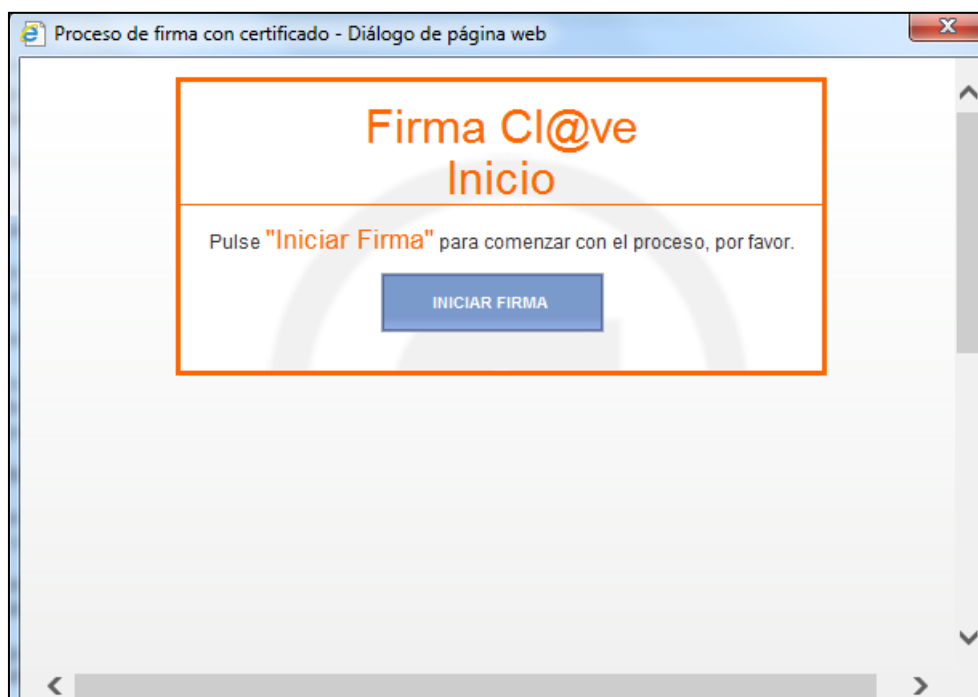 Proceso de firma con certificado - Diálogo de página web
Firma Cl@ve
Inicio
Pulse "Iniciar Firma" para comenzar con el proceso, por favor.
INICIAR FIRMA